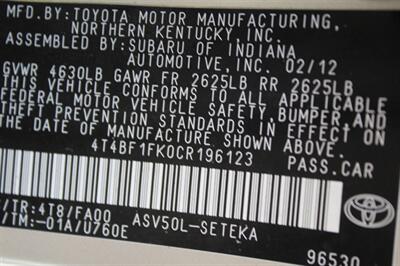 MFD.BY:TOYOTA MOTOR MANUFACTURING,
NORTHERN KENTUCKY, INC.
ASSEMBLED BY:SUBARU OF INDIANA
AUTOMOTIVE, INC. 02/12
GVWR 4630LB GAWR FR 2625LB RR 2625LB
THIS VEHICLE CONFORMS TO ALL APPLICABLE
FEDERAL MOTOR VEHICLE SAFETY, BUMPER, AND
THEFT PREVENTION STANDARDS IN EFFECT ON
DATE OF MANUFACTURE SHOWN ABOVE.
4T4BF1FK0CR196123 PASS.CAR
/TR:4T8/FA00 ASV50L-SETEKA
/TM:-01A/U760E 96530
TOYOTA